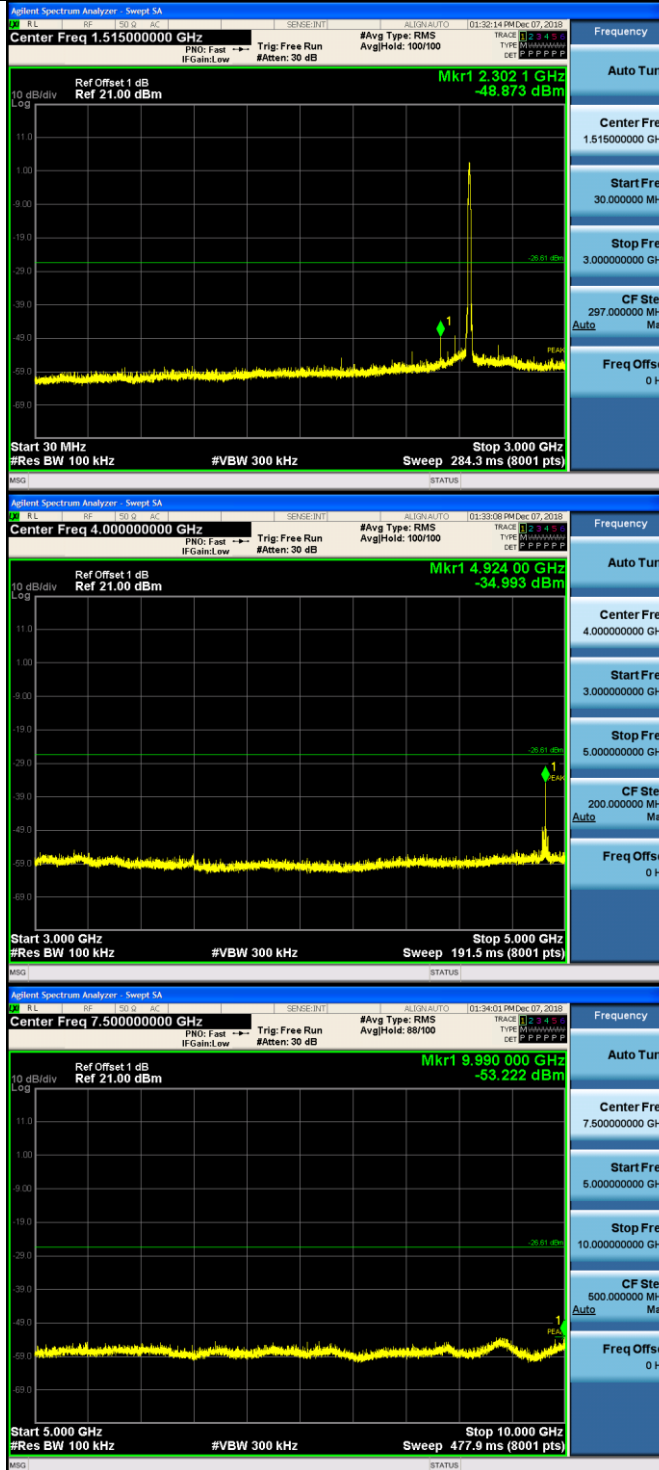 Agilent Spectrum Analyzer - Swept SA
RL RF 50 Ω AC SENSE:INT ALIGNAUTO 01:32:14 PM Dec 07, 2018
Center Freq 1.515000000 GHz
PNO: Fast
IFGain:Low
Trig: Free Run
#Atten: 30 dB
#Avg Type: RMS
Avg|Hold: 100/100
TRACE 1 2 3 4 5 6
TYPE M
DET P P P P P P
Frequency
Ref Offset 1 dB
Ref 21.00 dBm
10 dB/div
Log
Mkr1 2.302 1 GHz
-48.873 dBm
11.0
1.00
-9.00
-19.0
-29.0
-39.0
-49.0
-59.0
-69.0
-26.61 dBm
1
PEAK
Start 30 MHz
#Res BW 100 kHz
#VBW 300 kHz
Stop 3.000 GHz
Sweep 284.3 ms (8001 pts)
MSG STATUS
Auto Tun
Center Fre
1.515000000 GH
Start Fre
30.000000 MH
Stop Fre
3.000000000 GH
CF Ste
297.000000 MH
Auto Ma
Freq Offse
0 H
Agilent Spectrum Analyzer - Swept SA
RL RF 50 Ω AC SENSE:INT ALIGNAUTO 01:33:08 PM Dec 07, 2018
Center Freq 4.000000000 GHz
PNO: Fast
IFGain:Low
Trig: Free Run
#Atten: 30 dB
#Avg Type: RMS
Avg|Hold: 100/100
TRACE 1 2 3 4 5 6
TYPE M
DET P P P P P P
Frequency
Ref Offset 1 dB
Ref 21.00 dBm
10 dB/div
Log
Mkr1 4.924 00 GHz
-34.993 dBm
11.0
1.00
-9.00
-19.0
-29.0
-39.0
-49.0
-59.0
-69.0
-26.61 dBm
1
PEAK
Start 3.000 GHz
#Res BW 100 kHz
#VBW 300 kHz
Stop 5.000 GHz
Sweep 191.5 ms (8001 pts)
MSG STATUS
Auto Tun
Center Fre
4.000000000 GH
Start Fre
3.000000000 GH
Stop Fre
5.000000000 GH
CF Ste
200.000000 MH
Auto Ma
Freq Offse
0 H
Agilent Spectrum Analyzer - Swept SA
RL RF 50 Ω AC SENSE:INT ALIGNAUTO 01:34:01 PM Dec 07, 2018
Center Freq 7.500000000 GHz
PNO: Fast
IFGain:Low
Trig: Free Run
#Atten: 30 dB
#Avg Type: RMS
Avg|Hold: 88/100
TRACE 1 2 3 4 5 6
TYPE M
DET P P P P P P
Frequency
Ref Offset 1 dB
Ref 21.00 dBm
10 dB/div
Log
Mkr1 9.990 000 GHz
-53.222 dBm
11.0
1.00
-9.00
-19.0
-29.0
-39.0
-49.0
-59.0
-69.0
-26.61 dBm
1
PEAK
Start 5.000 GHz
#Res BW 100 kHz
#VBW 300 kHz
Stop 10.000 GHz
Sweep 477.9 ms (8001 pts)
MSG STATUS
Auto Tun
Center Fre
7.500000000 GH
Start Fre
5.000000000 GH
Stop Fre
10.000000000 GH
CF Ste
500.000000 MH
Auto Ma
Freq Offse
0 H